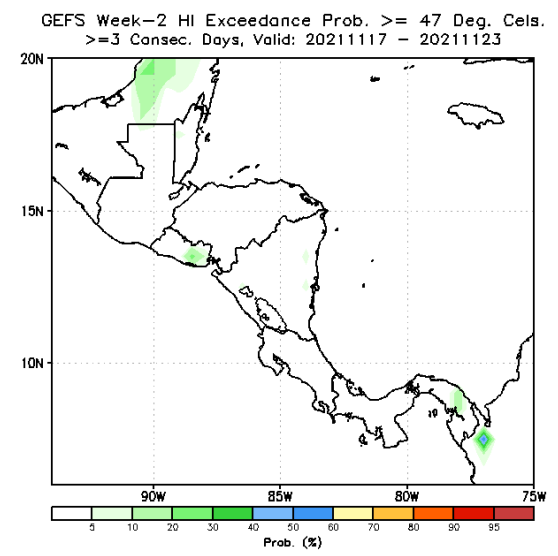 GEFS Week-2 HI Exceedance Prob. >= 47 Deg. Cels.
>=3 Consec. Days, Valid: 20211117 - 20211123
20N
15N
10N
90W 85W 80W 75W
5 10 20 30 40 50 60 70 80 90 95
Prob. (%)